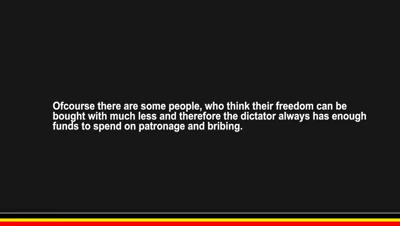 Ofcourse there are some people, who think their freedom can be
bought with much less and therefore the dictator always has enough
funds to spend on patronage and bribing.